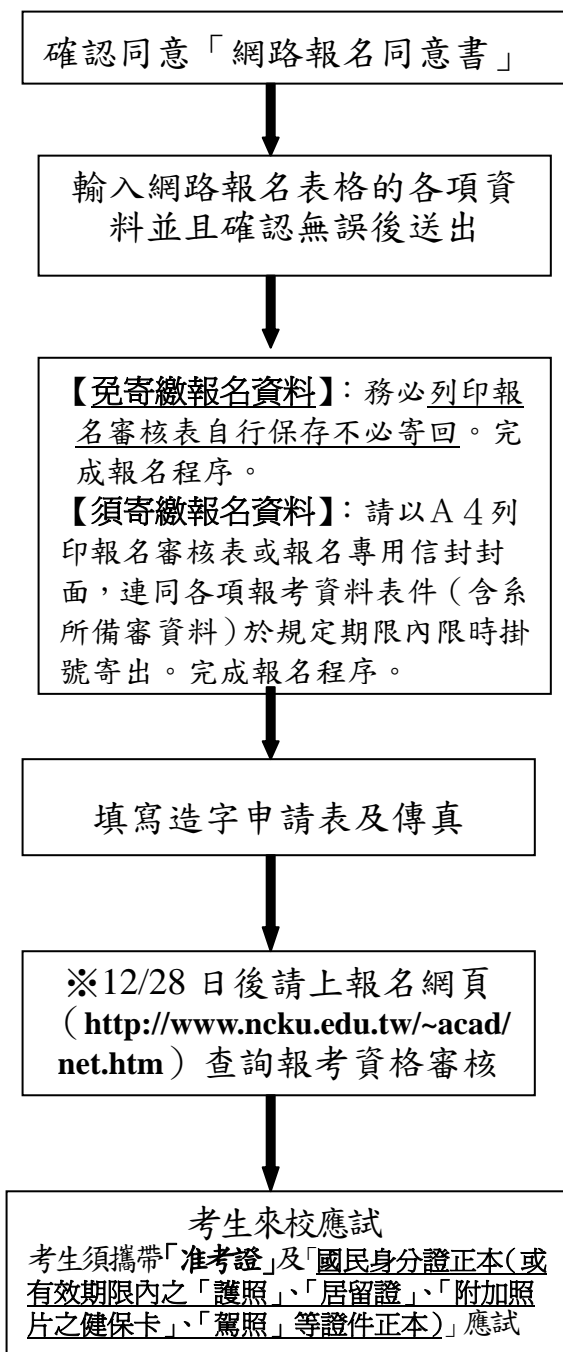 確認同意「網路報名同意書」
輸入網路報名表格的各項資
料並且確認無誤後送出
【免寄繳報名資料】：務必列印報
名審核表自行保存不必寄回。完
成報名程序。
【須寄繳報名資料】：請以A４列
印報名審核表或報名專用信封封
面，連同各項報考資料表件（含系
所備審資料）於規定期限內限時掛
號寄出。完成報名程序。
填寫造字申請表及傳真
※12/28 日後請上報名網頁
（http://www.ncku.edu.tw/~acad/
net.htm）查詢報考資格審核
考生來校應試
考生須攜帶「准考證」及「國民身分證正本（或
有效期限內之「護照」、「居留證」、「附加照
片之健保卡」、「駕照」等證件正本）」應試